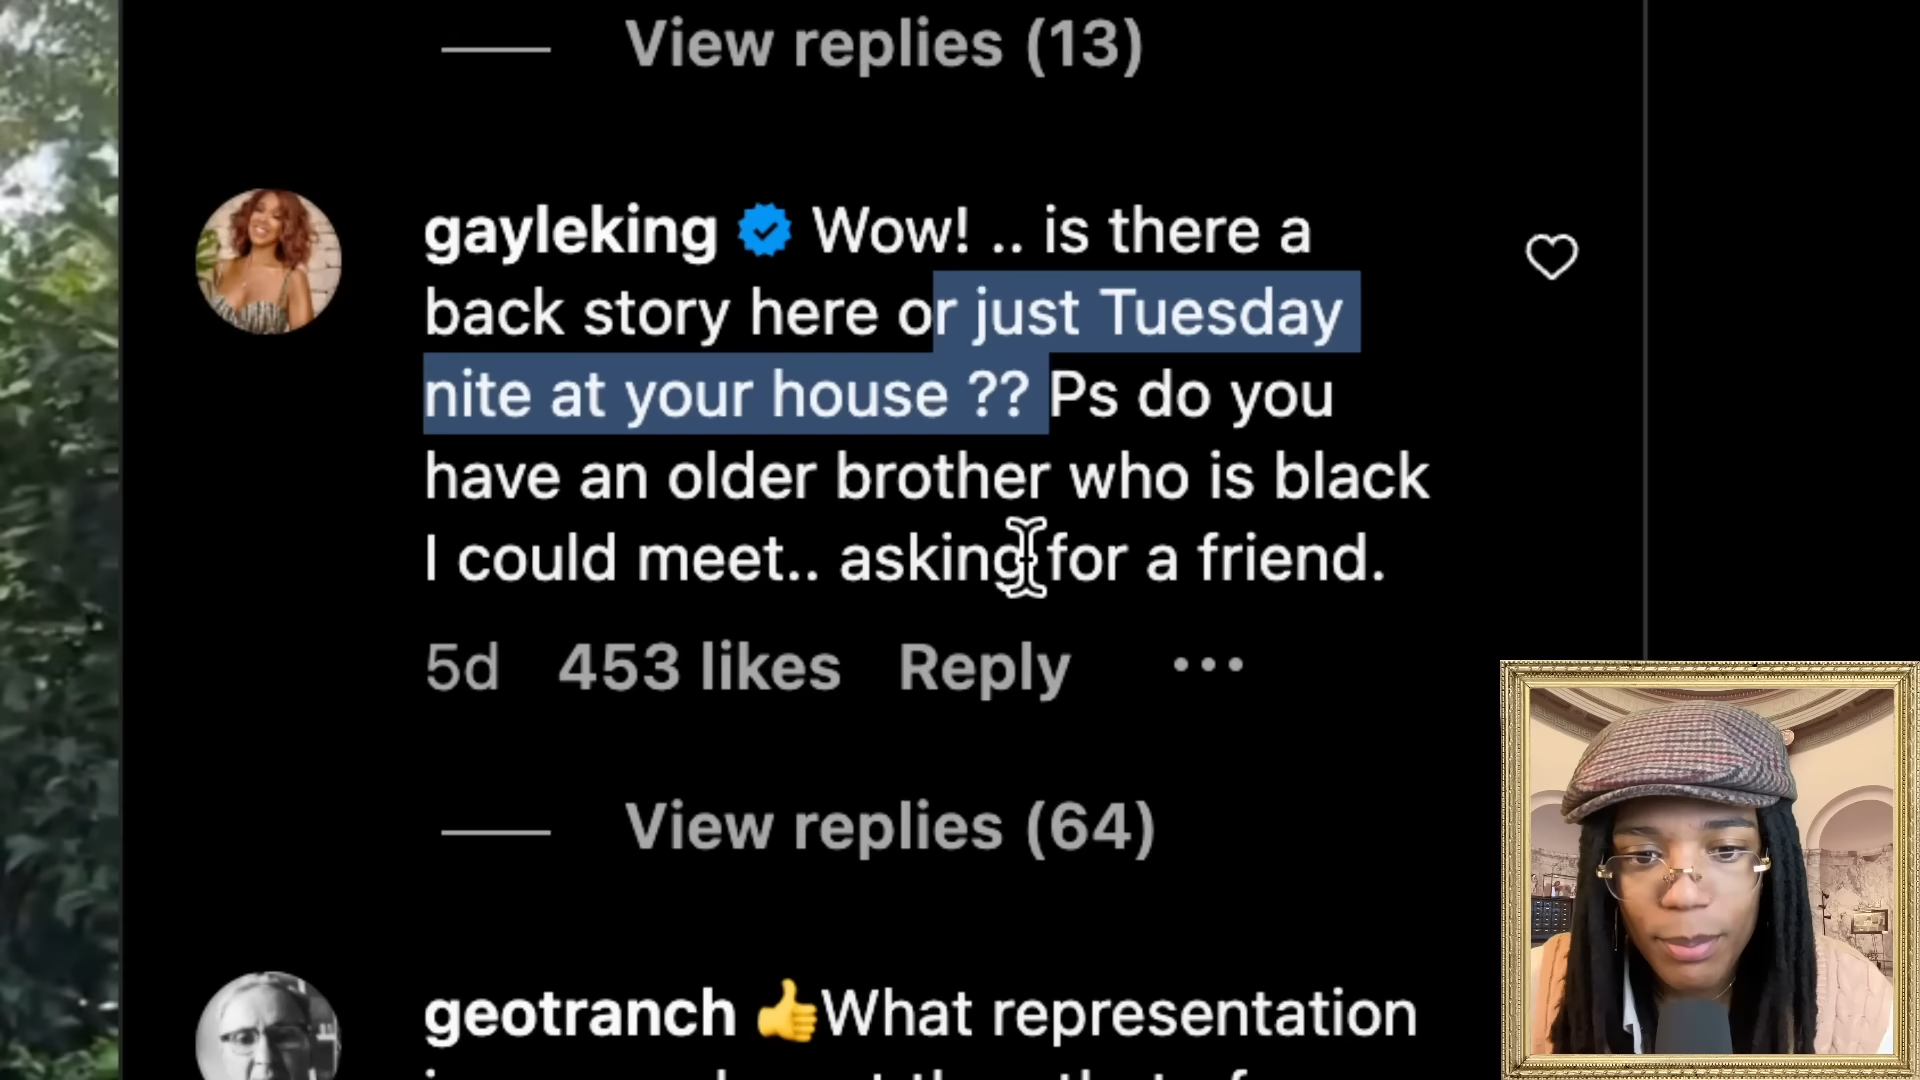 View replies (13)
gayleking Wow! .. is there a
back story here or just Tuesday
nite at your house ?? Ps do you
have an older brother who is black
I could meet.. asking for a friend.
5d 453 likes Reply ...
View replies (64)
geotranch 👍What representation